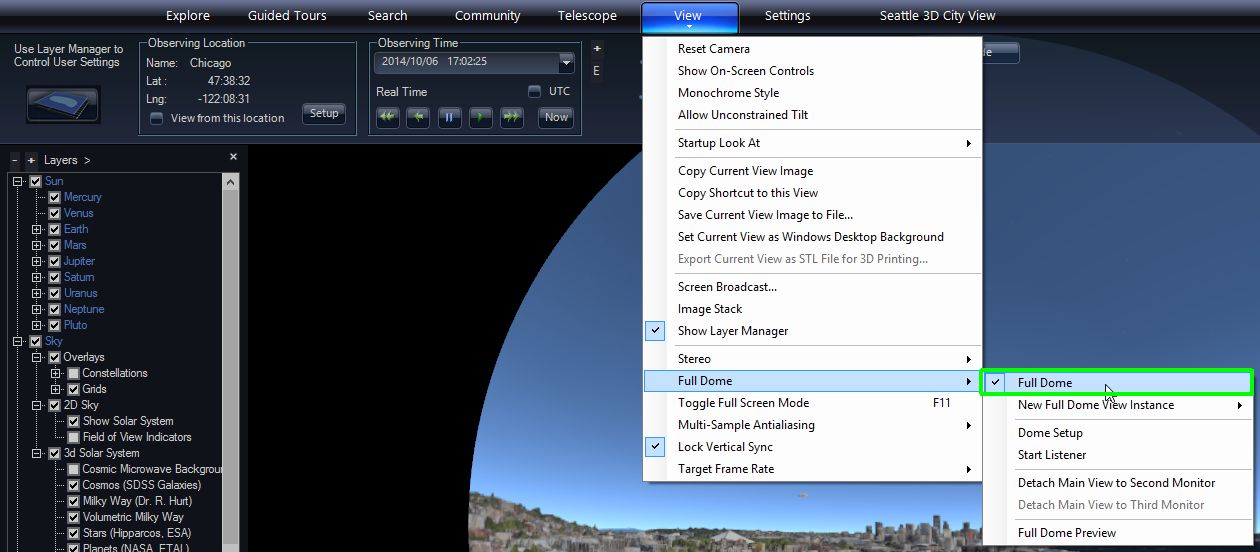 Explore Guided Tours Search Community Telescope View Settings Seattle 3D City View
Use Layer Manager to
Control User Settings
Observing Location
Name: Chicago
Lat : 47:38:32
Lng: -122:08:31
View from this location
Setup
Observing Time
2014/10/06 17:02:25
Real Time
UTC
Now
+
E
- + Layers > ×
Sun
Mercury
Venus
Earth
Mars
Jupiter
Saturn
Uranus
Neptune
Pluto
Sky
Overlays
Constellations
Grids
2D Sky
Show Solar System
Field of View Indicators
3d Solar System
Cosmic Microwave Backgrour
Cosmos (SDSS Galaxies)
Milky Way (Dr. R. Hurt)
Volumetric Milky Way
Stars (Hipparcos, ESA)
Planets (NASA, ETAL)
Reset Camera
Show On-Screen Controls
Monochrome Style
Allow Unconstrained Tilt
Startup Look At
Copy Current View Image
Copy Shortcut to this View
Save Current View Image to File...
Set Current View as Windows Desktop Background
Export Current View as STL File for 3D Printing...
Screen Broadcast...
Image Stack
Show Layer Manager
Stereo
Full Dome
Toggle Full Screen Mode F11
Multi-Sample Antialiasing
Lock Vertical Sync
Target Frame Rate
Full Dome
New Full Dome View Instance
Dome Setup
Start Listener
Detach Main View to Second Monitor
Detach Main View to Third Monitor
Full Dome Preview